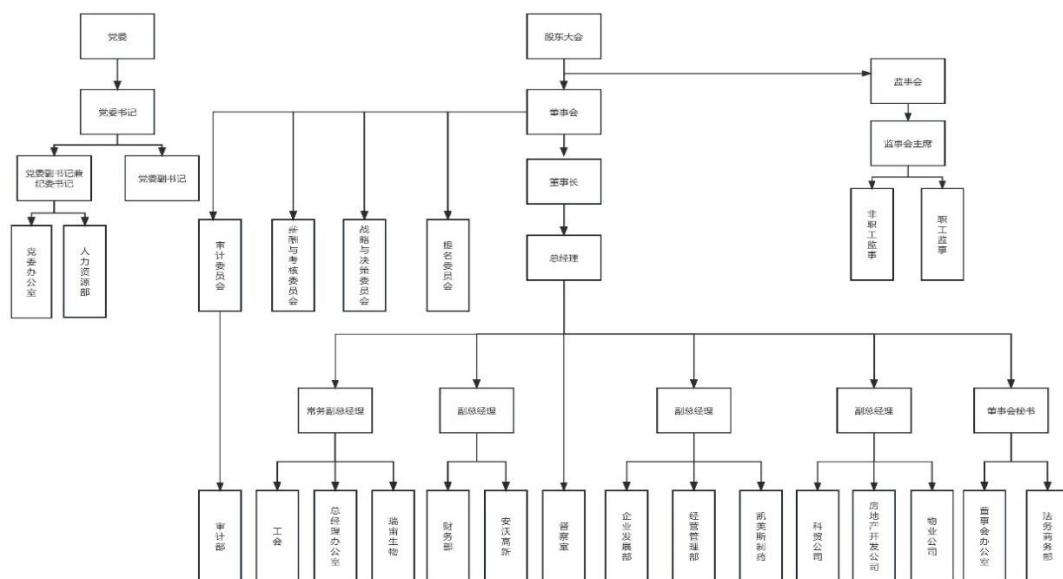 党委
股东大会
监事会
党委书记
董事会
监事会主席
党委副书记兼
纪委书记
党委副书记
董事长
非职工监事
职工监事
党委办公室
人力资源部
审计委员会
薪酬与考核委员会
战略与决策委员会
提名委员会
总经理
常务副总经理
副总经理
副总经理
副总经理
董事会秘书
审计部
工会
总经理办公室
瑞宙生物
财务部
安沃高新
督察室
企业发展部
经营管理部
凯美斯制药
科贸公司
房地产开发公司
物业公司
董事会办公室
法务商务部